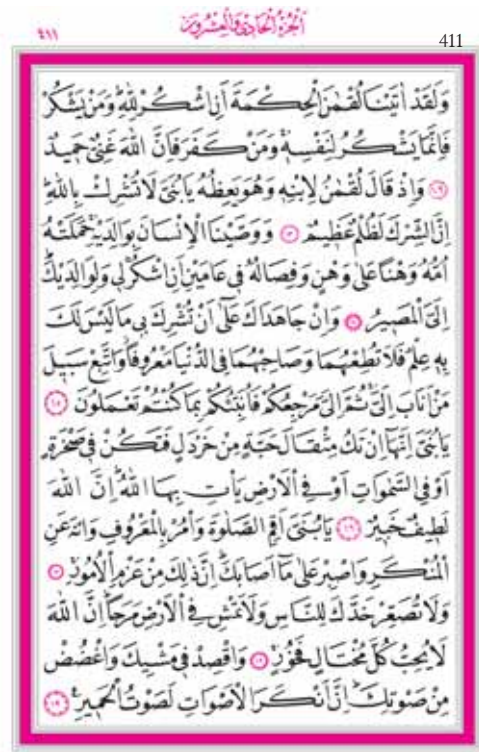 الجزء الحادي والعشرون
٤١١
411
وَلَقَدْ اٰتَيْنَا لُقْمٰنَ الْحِكْمَةَ اَنِ اشْكُرْ لِلّٰهِ وَمَنْ يَشْكُرْ
فَاِنَّمَا يَشْكُرُ لِنَفْسِهٖ وَمَنْ كَفَرَ فَاِنَّ اللّٰهَ غَنِيٌّ حَمٖيدٌ
وَاِذْ قَالَ لُقْمٰنُ لِابْنِهٖ وَهُوَ يَعِظُهُ يَا بُنَيَّ لَا تُشْرِكْ بِاللّٰهِ
اِنَّ الشِّرْكَ لَظُلْمٌ عَظٖيمٌ وَوَصَّيْنَا الْاِنْسَانَ بِوَالِدَيْهِ حَمَلَتْهُ
اُمُّهُ وَهْنًا عَلٰى وَهْنٍ وَفِصَالُهُ فٖي عَامَيْنِ اَنِ اشْكُرْ لٖي وَلِوَالِدَيْكَ
اِلَيَّ الْمَصٖيرُ وَاِنْ جَاهَدَاكَ عَلٰٓى اَنْ تُشْرِكَ بٖي مَا لَيْسَ لَكَ
بِهٖ عِلْمٌ فَلَا تُطِعْهُمَا وَصَاحِبْهُمَا فِي الدُّنْيَا مَعْرُوفًا وَاتَّبِعْ سَبٖيلَ
مَنْ اَنَابَ اِلَيَّ ثُمَّ اِلَيَّ مَرْجِعُكُمْ فَاُنَبِّئُكُمْ بِمَا كُنْتُمْ تَعْمَلُونَ ١٥
يَا بُنَيَّ اِنَّهَٓا اِنْ تَكُ مِثْقَالَ حَبَّةٍ مِنْ خَرْدَلٍ فَتَكُنْ فٖي صَخْرَةٍ
اَوْ فِي السَّمٰوَاتِ اَوْ فِي الْاَرْضِ يَاْتِ بِهَا اللّٰهُ اِنَّ اللّٰهَ
لَطٖيفٌ خَبٖيرٌ يَا بُنَيَّ اَقِمِ الصَّلٰوةَ وَاْمُرْ بِالْمَعْرُوفِ وَانْهَ عَنِ
الْمُنْكَرِ وَاصْبِرْ عَلٰى مَٓا اَصَابَكَ اِنَّ ذٰلِكَ مِنْ عَزْمِ الْاُمُورِ
وَلَا تُصَعِّرْ خَدَّكَ لِلنَّاسِ وَلَا تَمْشِ فِي الْاَرْضِ مَرَحًا اِنَّ اللّٰهَ
لَا يُحِبُّ كُلَّ مُخْتَالٍ فَخُورٍ وَاقْصِدْ فٖي مَشْيِكَ وَاغْضُضْ
مِنْ صَوْتِكَ اِنَّ اَنْكَرَ الْاَصْوَاتِ لَصَوْتُ الْحَمٖيرِ ١٩